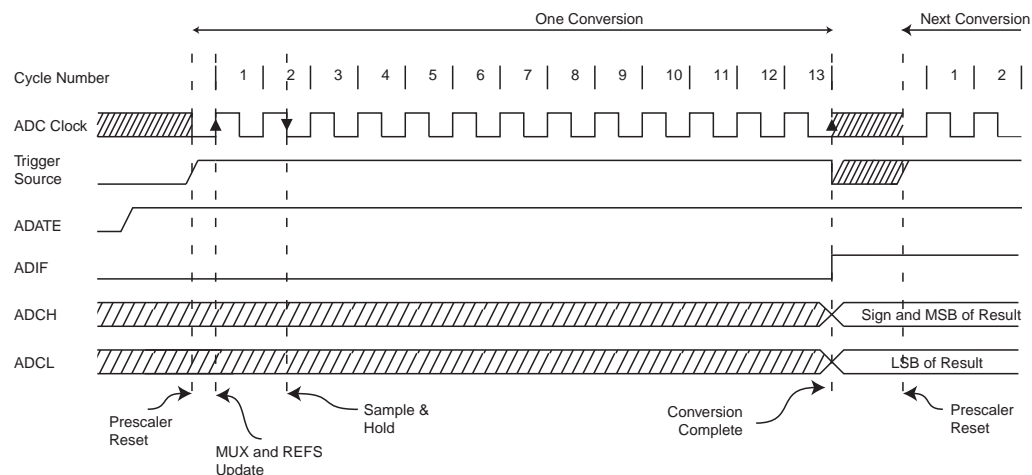 One Conversion
Next Conversion
Cycle Number
1 2 3 4 5 6 7 8 9 10 11 12 13 1 2
ADC Clock
Trigger
Source
ADATE
ADIF
ADCH
Sign and MSB of Result
ADCL
LSB of Result
Prescaler
Reset
MUX and REFS
Update
Sample &
Hold
Conversion
Complete
Prescaler
Reset